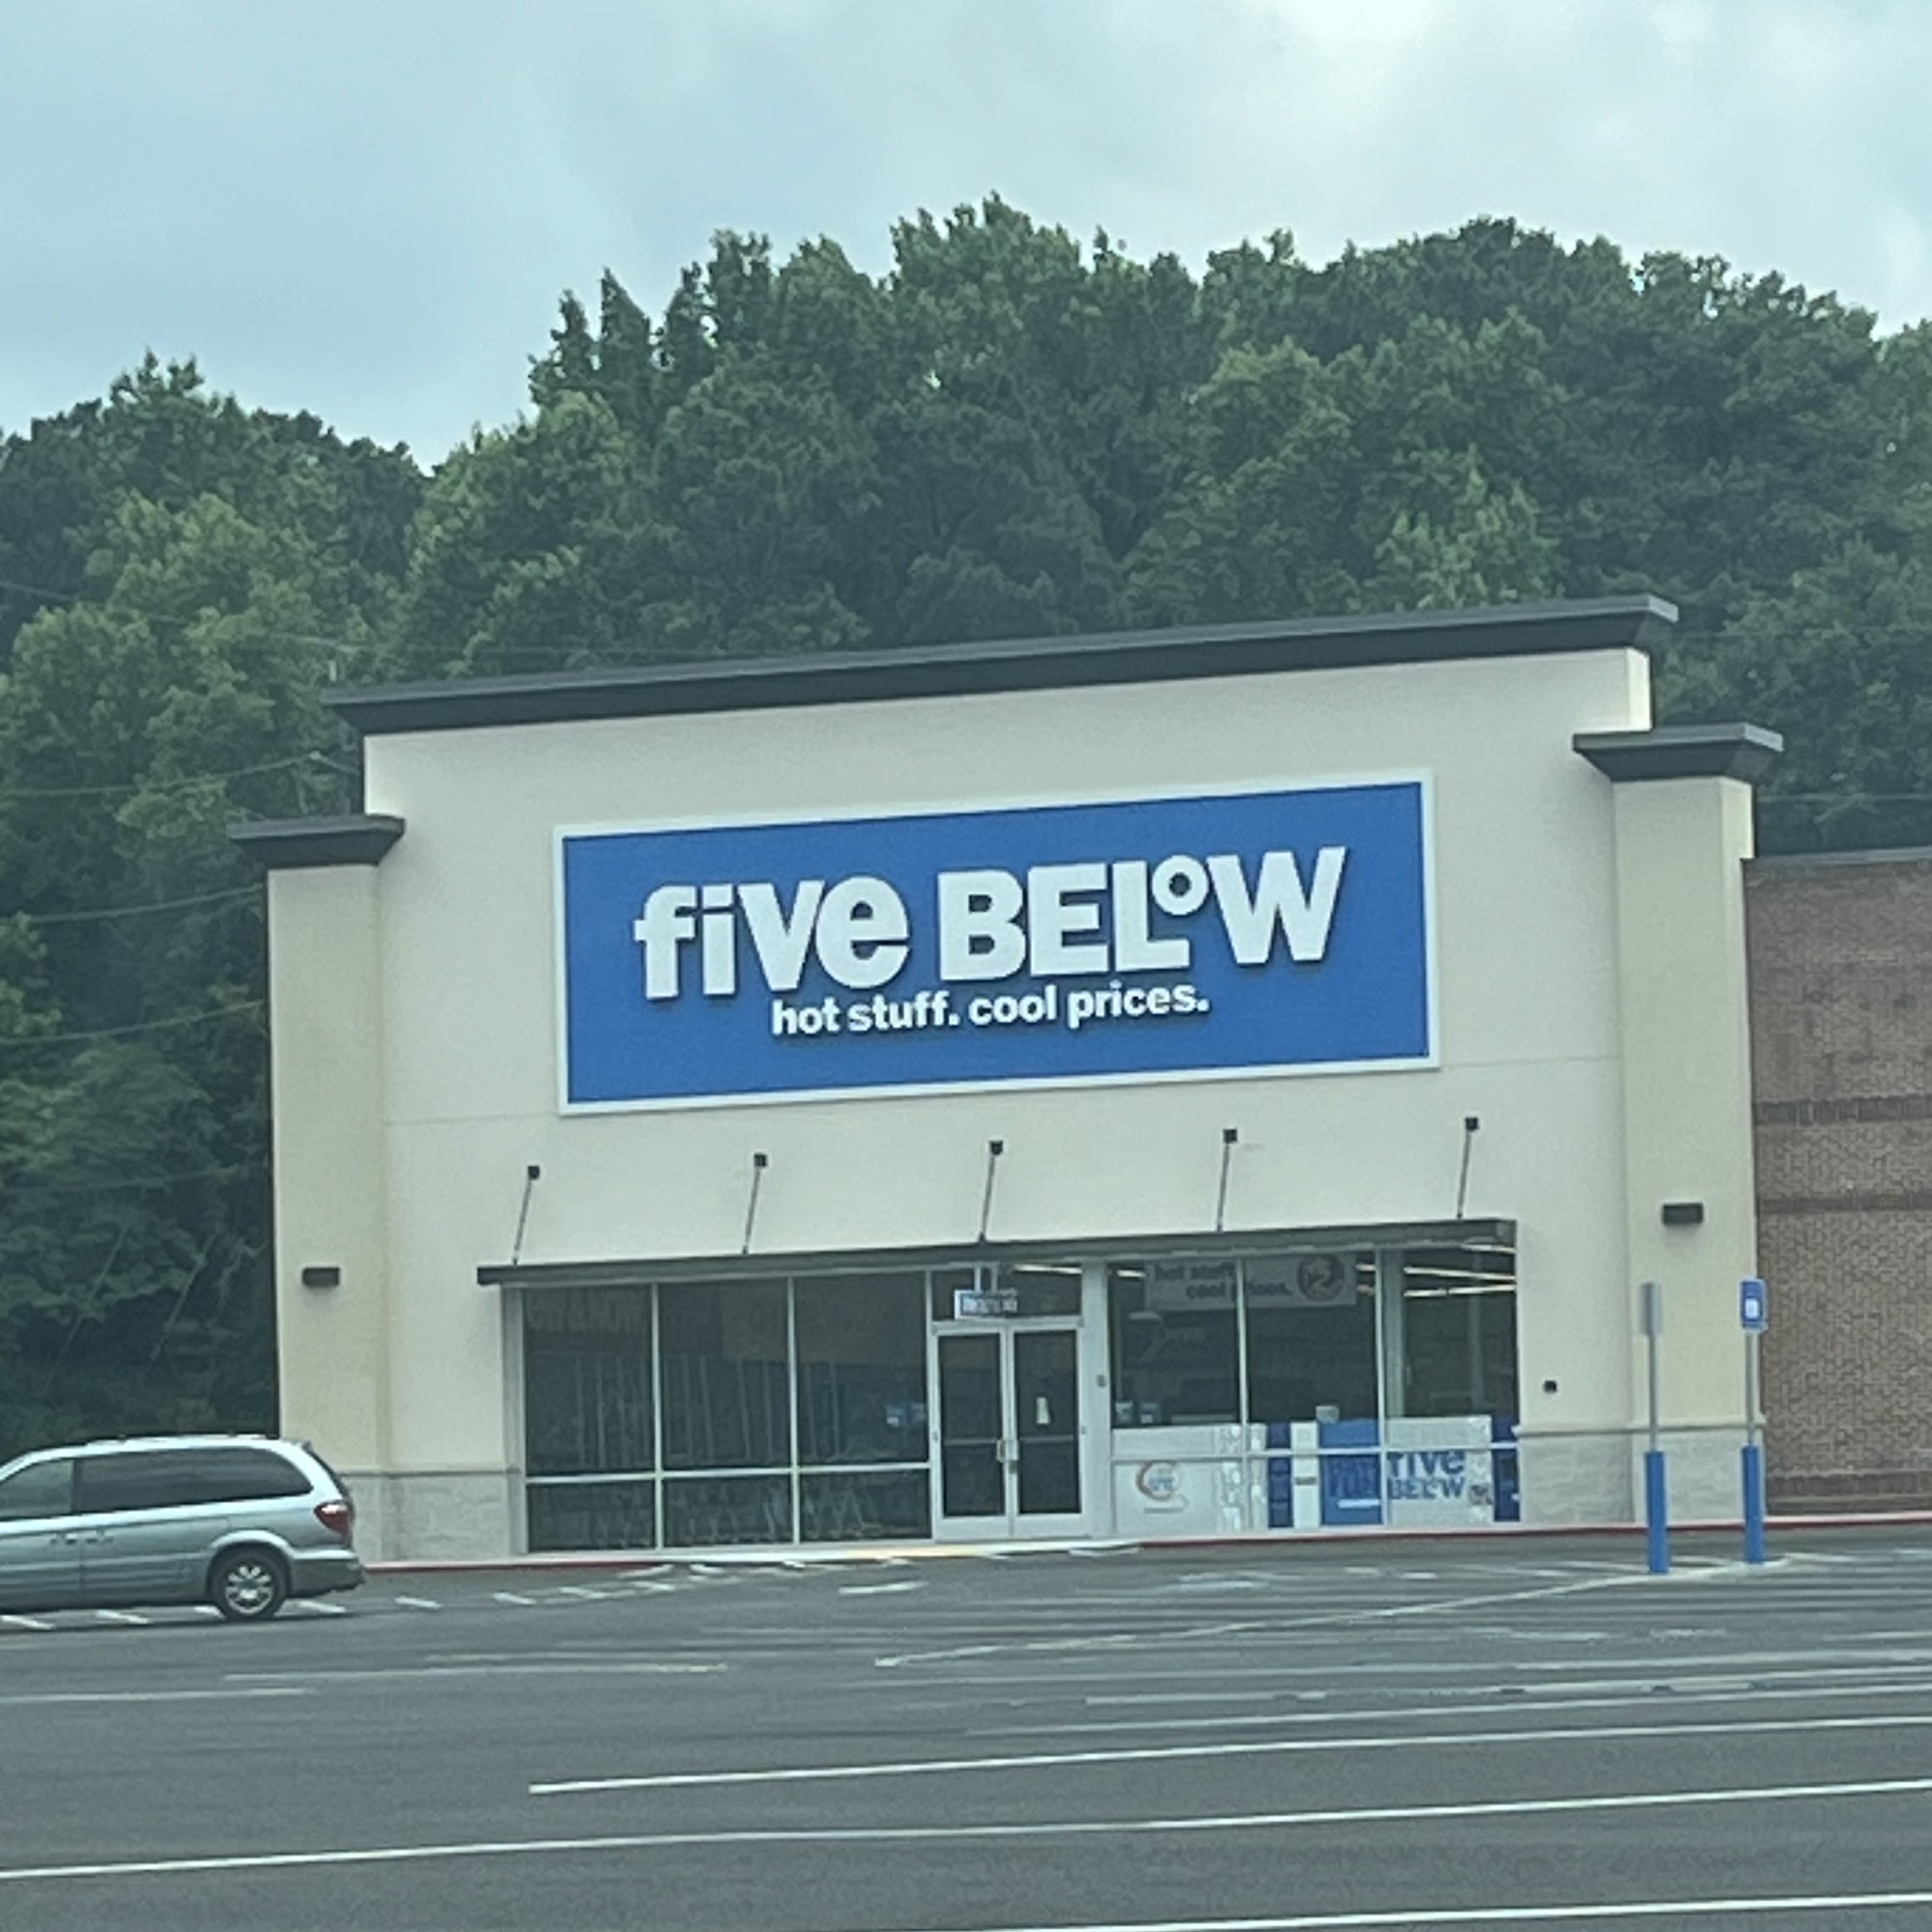 five BELOW
hot stuff. cool prices.
hot stuff.
cool prices.
five
BELOW